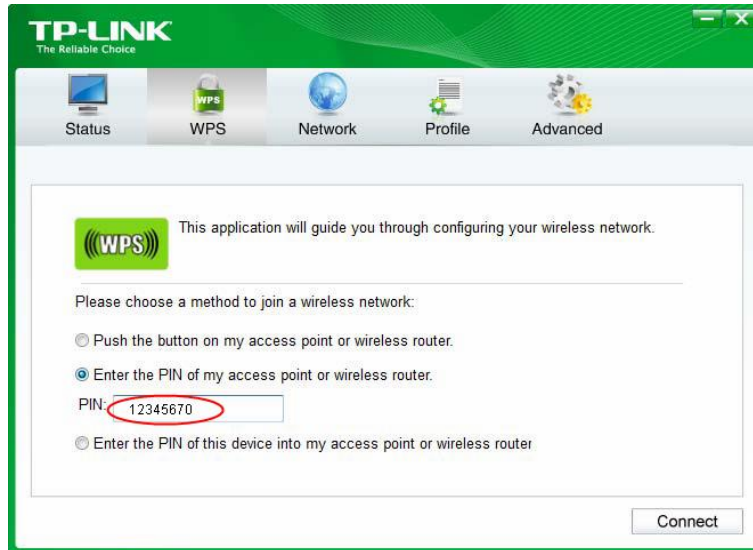 TP-LINK
The Reliable Choice
Status WPS Network Profile Advanced
WPS
((WPS))
This application will guide you through configuring your wireless network.
Please choose a method to join a wireless network:
Push the button on my access point or wireless router.
Enter the PIN of my access point or wireless router.
PIN: 12345670
Enter the PIN of this device into my access point or wireless router
Connect